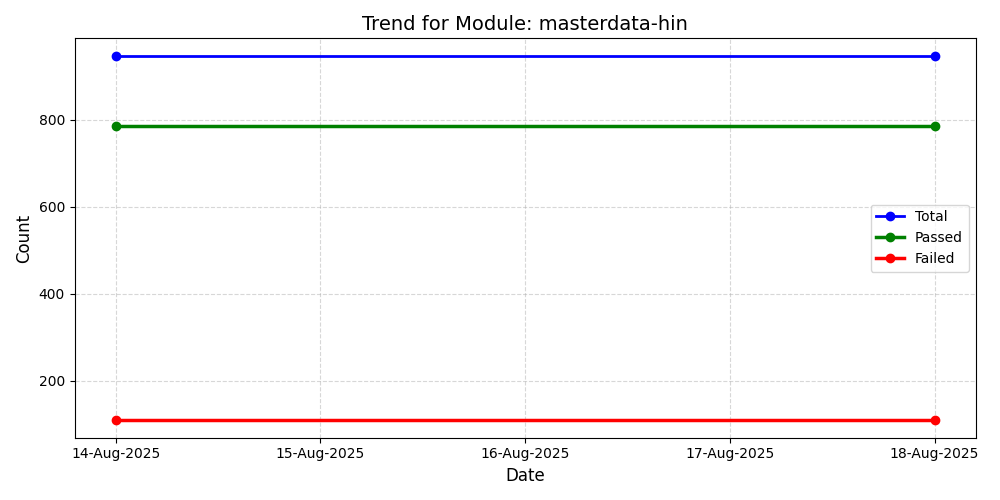 Trend for Module: masterdata-hin
Count
800
600
400
200
Total
Passed
Failed
14-Aug-2025
15-Aug-2025
16-Aug-2025
17-Aug-2025
18-Aug-2025
Date